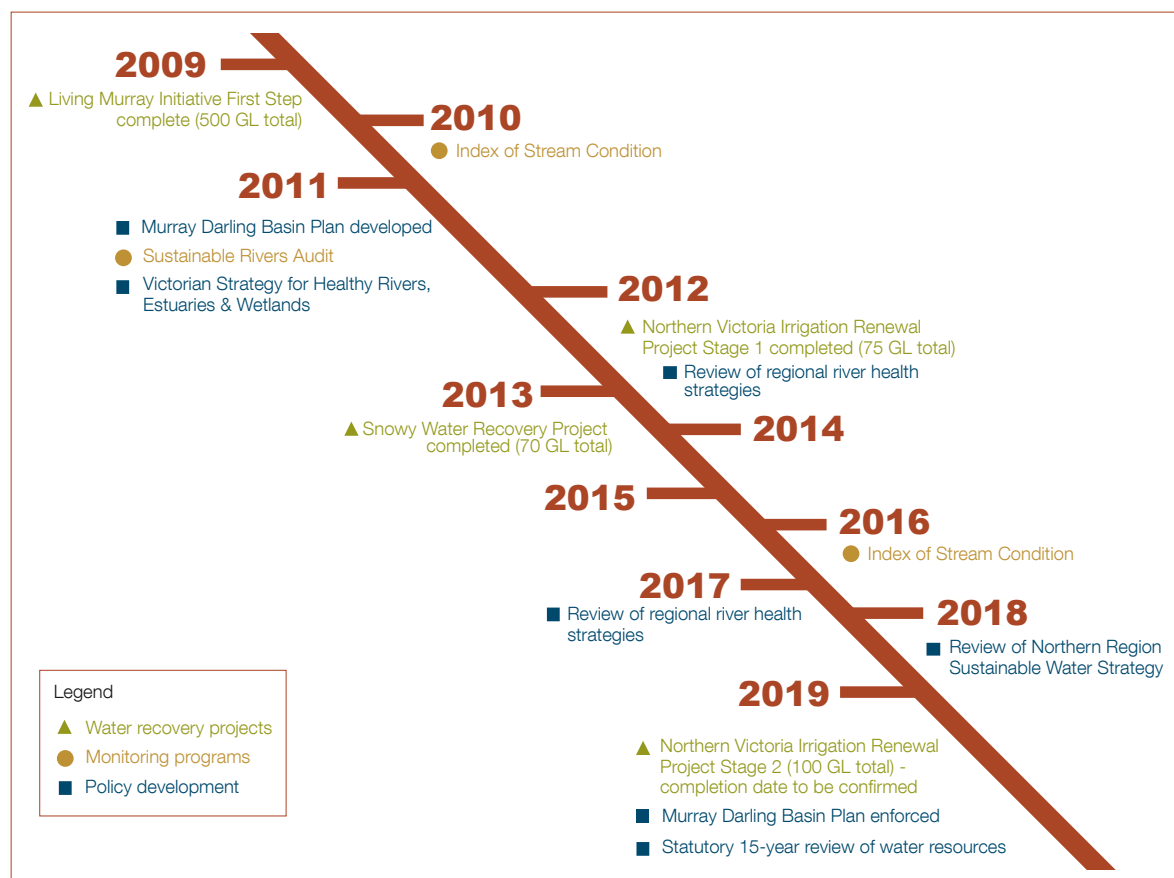 2009
Living Murray Initiative First Step
complete (500 GL total)
2010
Index of Stream Condition
2011
Murray Darling Basin Plan developed
Sustainable Rivers Audit
Victorian Strategy for Healthy Rivers,
Estuaries & Wetlands
2012
Northern Victoria Irrigation Renewal
Project Stage 1 completed (75 GL total)
Review of regional river health
strategies
2013
Snowy Water Recovery Project
completed (70 GL total)
2014
2015
2016
Index of Stream Condition
2017
Review of regional river health
strategies
2018
Review of Northern Region
Sustainable Water Strategy
2019
Northern Victoria Irrigation Renewal
Project Stage 2 (100 GL total) -
completion date to be confirmed
Murray Darling Basin Plan enforced
Statutory 15-year review of water resources
Legend
Water recovery projects
Monitoring programs
Policy development